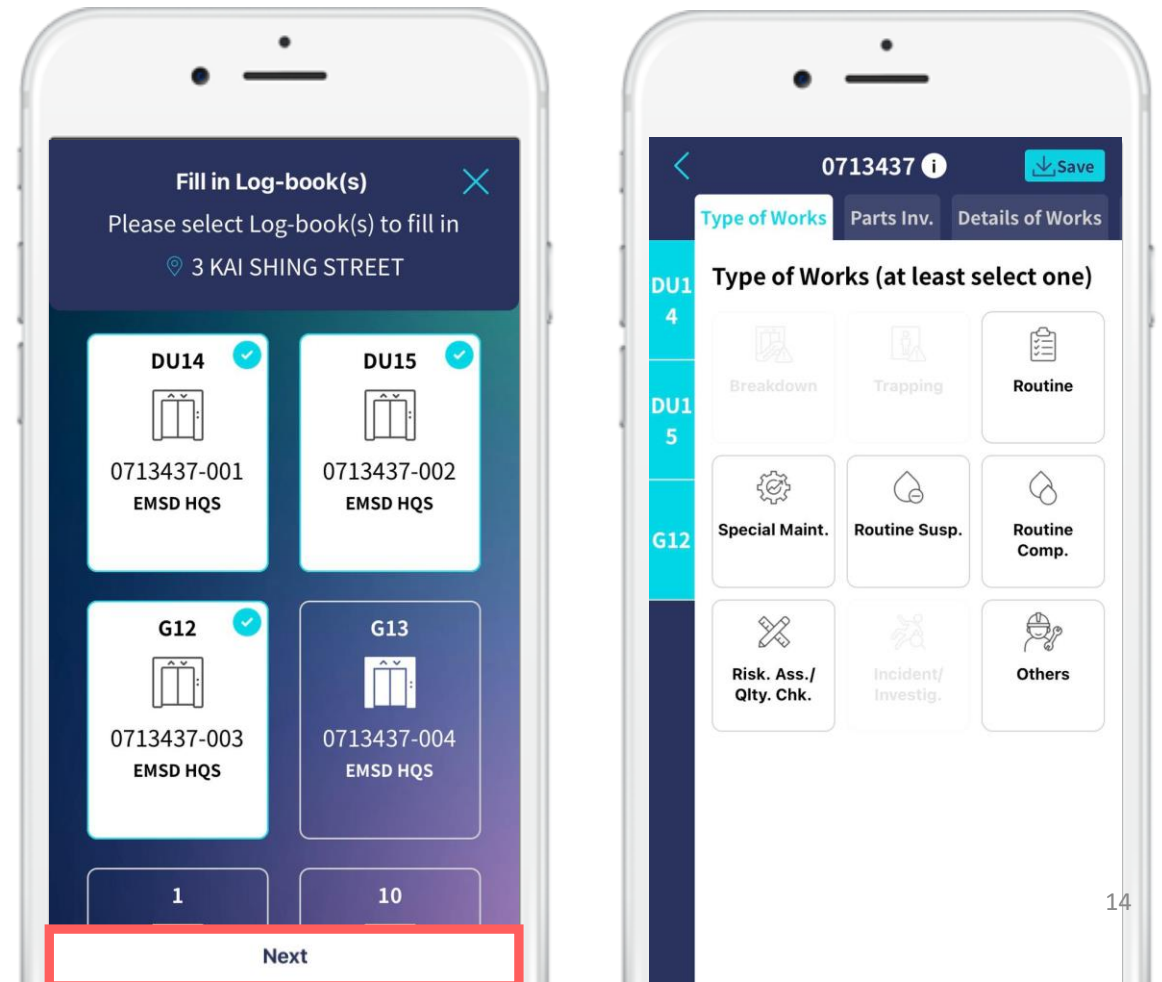 Fill in Log-book(s)
Please select Log-book(s) to fill in
3 KAI SHING STREET
DU14
0713437-001
EMSD HQS
DU15
0713437-002
EMSD HQS
G12
0713437-003
EMSD HQS
G13
0713437-004
EMSD HQS
1
10
Next
0713437 i
Save
Type of Works
Parts Inv.
Details of Works
DU1
4
DU1
5
G12
Type of Works (at least select one)
Breakdown
Trapping
Routine
Special Maint.
Routine Susp.
Routine
Comp.
Risk. Ass./
Qlty. Chk.
Incident/
Investig.
Others
14